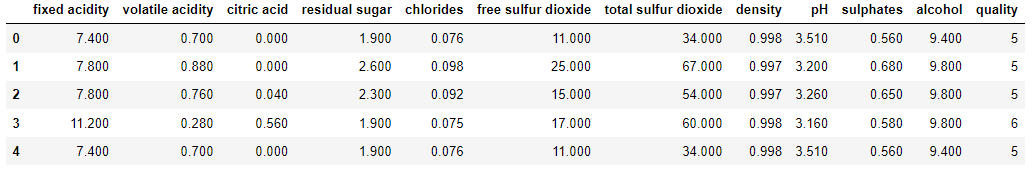 fixed acidity volatile acidity citric acid residual sugar chlorides free sulfur dioxide total sulfur dioxide density pH sulphates alcohol quality
0 7.400 0.700 0.000 1.900 0.076 11.000 34.000 0.998 3.510 0.560 9.400 5
1 7.800 0.880 0.000 2.600 0.098 25.000 67.000 0.997 3.200 0.680 9.800 5
2 7.800 0.760 0.040 2.300 0.092 15.000 54.000 0.997 3.260 0.650 9.800 5
3 11.200 0.280 0.560 1.900 0.075 17.000 60.000 0.998 3.160 0.580 9.800 6
4 7.400 0.700 0.000 1.900 0.076 11.000 34.000 0.998 3.510 0.560 9.400 5